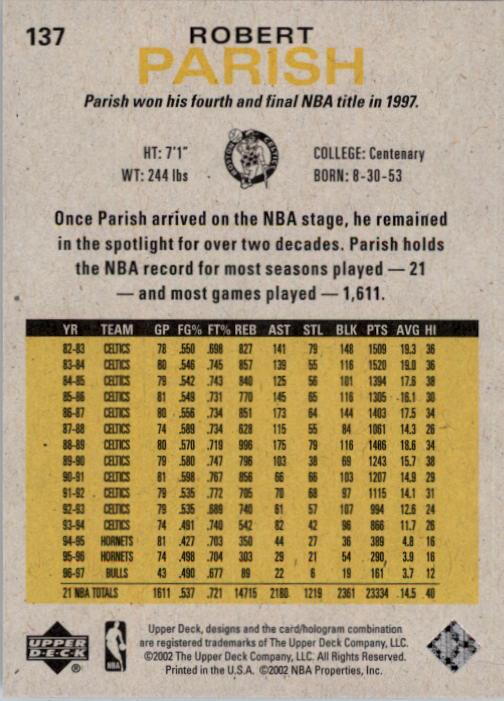 137
ROBERT
PARISH
Parish won his fourth and final NBA title in 1997.
HT: 7'1"
WT: 244 lbs
COLLEGE: Centenary
BORN: 8-30-53
Once Parish arrived on the NBA stage, he remained
in the spotlight for over two decades. Parish holds
the NBA record for most seasons played — 21
— and most games played — 1,611.
YR TEAM GP FG% FT% REB AST STL BLK PTS AVG HI
82-83 CELTICS 78 .550 .698 827 141 79 148 1509 19.3 36
83-84 CELTICS 80 .546 .745 857 139 55 116 1520 19.0 36
84-85 CELTICS 79 .542 .743 840 125 56 101 1394 17.6 38
85-86 CELTICS 81 .549 .731 770 145 65 116 1305 16.1 30
86-87 CELTICS 80 .556 .734 851 173 64 144 1403 17.5 34
87-88 CELTICS 74 .589 .734 628 115 55 84 1061 14.3 26
88-89 CELTICS 80 .570 .719 996 175 79 116 1486 18.6 34
89-90 CELTICS 79 .580 .747 796 103 38 69 1243 15.7 38
90-91 CELTICS 81 .598 .767 856 66 66 103 1207 14.9 29
91-92 CELTICS 79 .535 .772 705 70 68 97 1115 14.1 31
92-93 CELTICS 79 .535 .689 740 61 57 107 994 12.6 24
93-94 CELTICS 74 .491 .740 542 82 42 96 866 11.7 26
94-95 HORNETS 81 .427 .703 350 44 27 36 389 4.8 16
95-96 HORNETS 74 .498 .704 303 29 21 54 290 3.9 16
96-97 BULLS 43 .490 .677 89 22 6 19 161 3.7 12
21 NBA TOTALS 1611 .537 .721 14715 2180 1219 2361 23334 14.5 40
UPPER
DECK
®
NBA
Upper Deck, designs and the card/hologram combination
are registered trademarks of The Upper Deck Company, LLC.
©2002 The Upper Deck Company, LLC. All Rights Reserved.
Printed in the U.S.A. ©2002 NBA Properties, Inc.